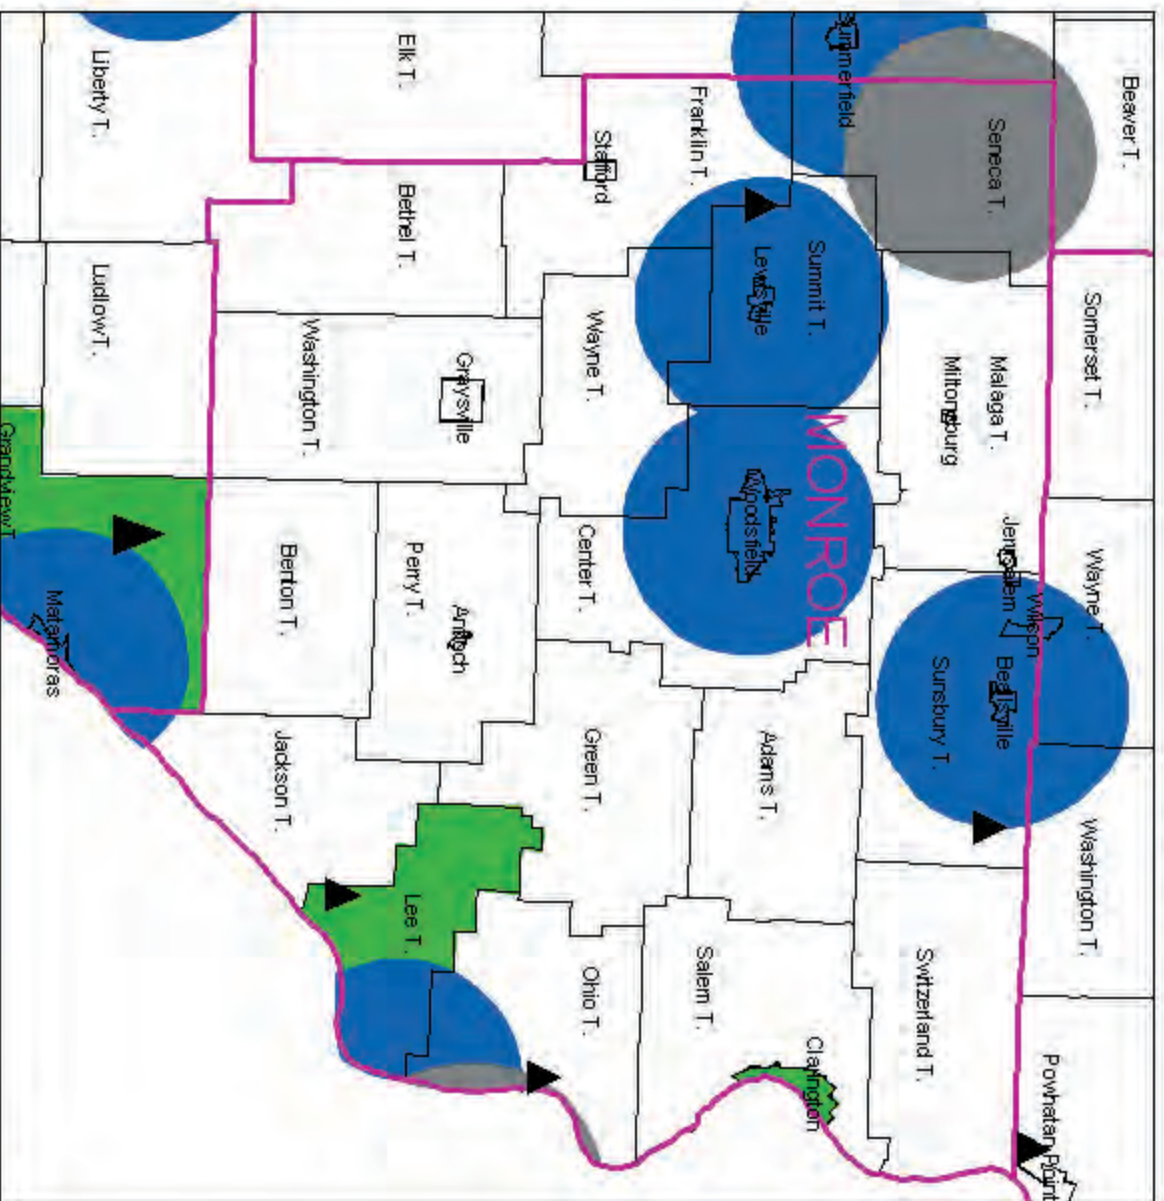 Beaver T.
Somerset T.
Wayne T.
Washington T.
Powhatan Point
Summerfield
Seneca T.
Malaga T.
Miltonsburg
Jerusalem
Wilson
Beallsville
Sunsbury T.
Switzerland T.
Franklin T.
Stafford
Summit T.
Lewisville
MONROE
Woodsfield
Adams T.
Salem T.
Clarington
Elk T.
Bethel T.
Wayne T.
Center T.
Green T.
Ohio T.
Graysville
Washington T.
Perry T.
Antioch
Benton T.
Jackson T.
Lee T.
Liberty T.
Ludlow T.
Grandview T.
Matamoras